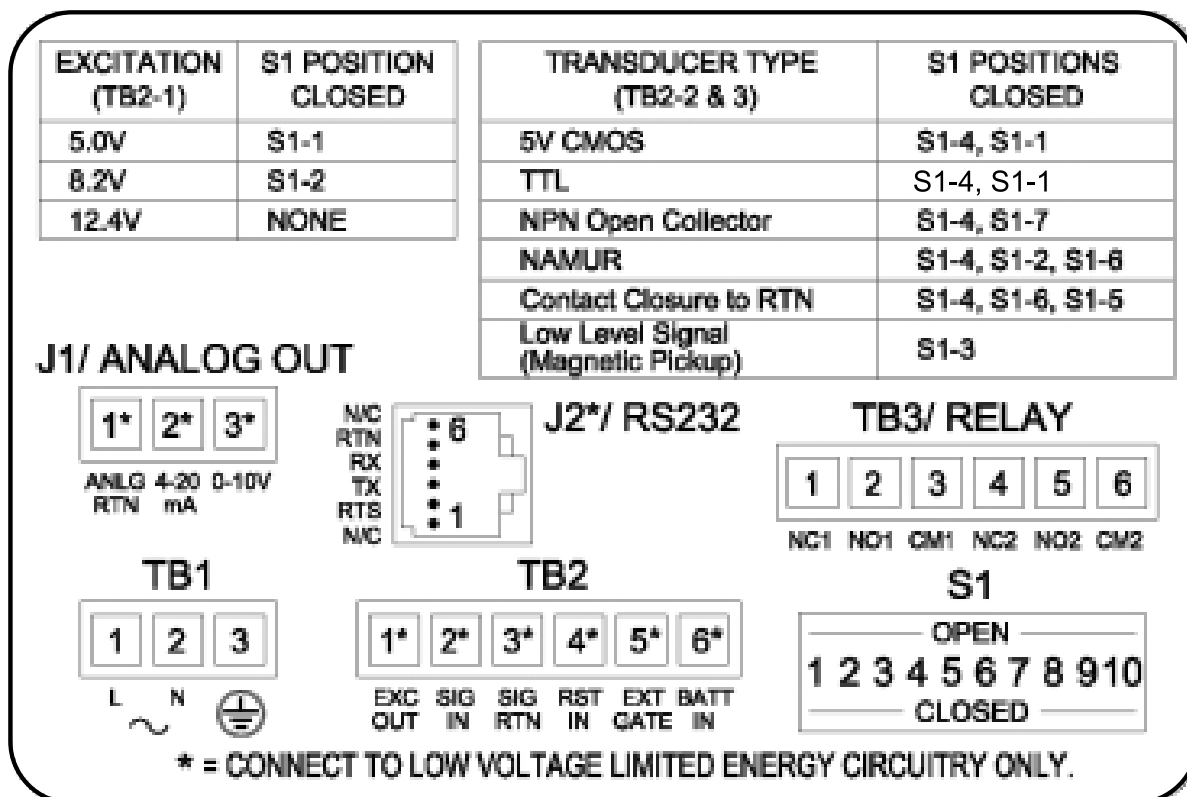 EXCITATION S1 POSITION
(TB2-1) CLOSED
5.0V S1-1
8.2V S1-2
12.4V NONE
TRANSDUCER TYPE S1 POSITIONS
(TB2-2 & 3) CLOSED
5V CMOS S1-4, S1-1
TTL S1-4, S1-1
NPN Open Collector S1-4, S1-7
NAMUR S1-4, S1-2, S1-6
Contact Closure to RTN S1-4, S1-6, S1-5
Low Level Signal
(Magnetic Pickup) S1-3
J1/ ANALOG OUT
1* 2* 3*
ANLG 4-20 0-10V
RTN mA
J2*/ RS232
N/C
RTN
RX
TX
RTS
N/C
6
1
TB3/ RELAY
1 2 3 4 5 6
NC1 NO1 CM1 NC2 NO2 CM2
TB1
1 2 3
L N
TB2
1* 2* 3* 4* 5* 6*
EXC SIG SIG RST EXT BATT
OUT IN RTN IN GATE IN
S1
OPEN
1 2 3 4 5 6 7 8 9 10
CLOSED
* = CONNECT TO LOW VOLTAGE LIMITED ENERGY CIRCUITRY ONLY.